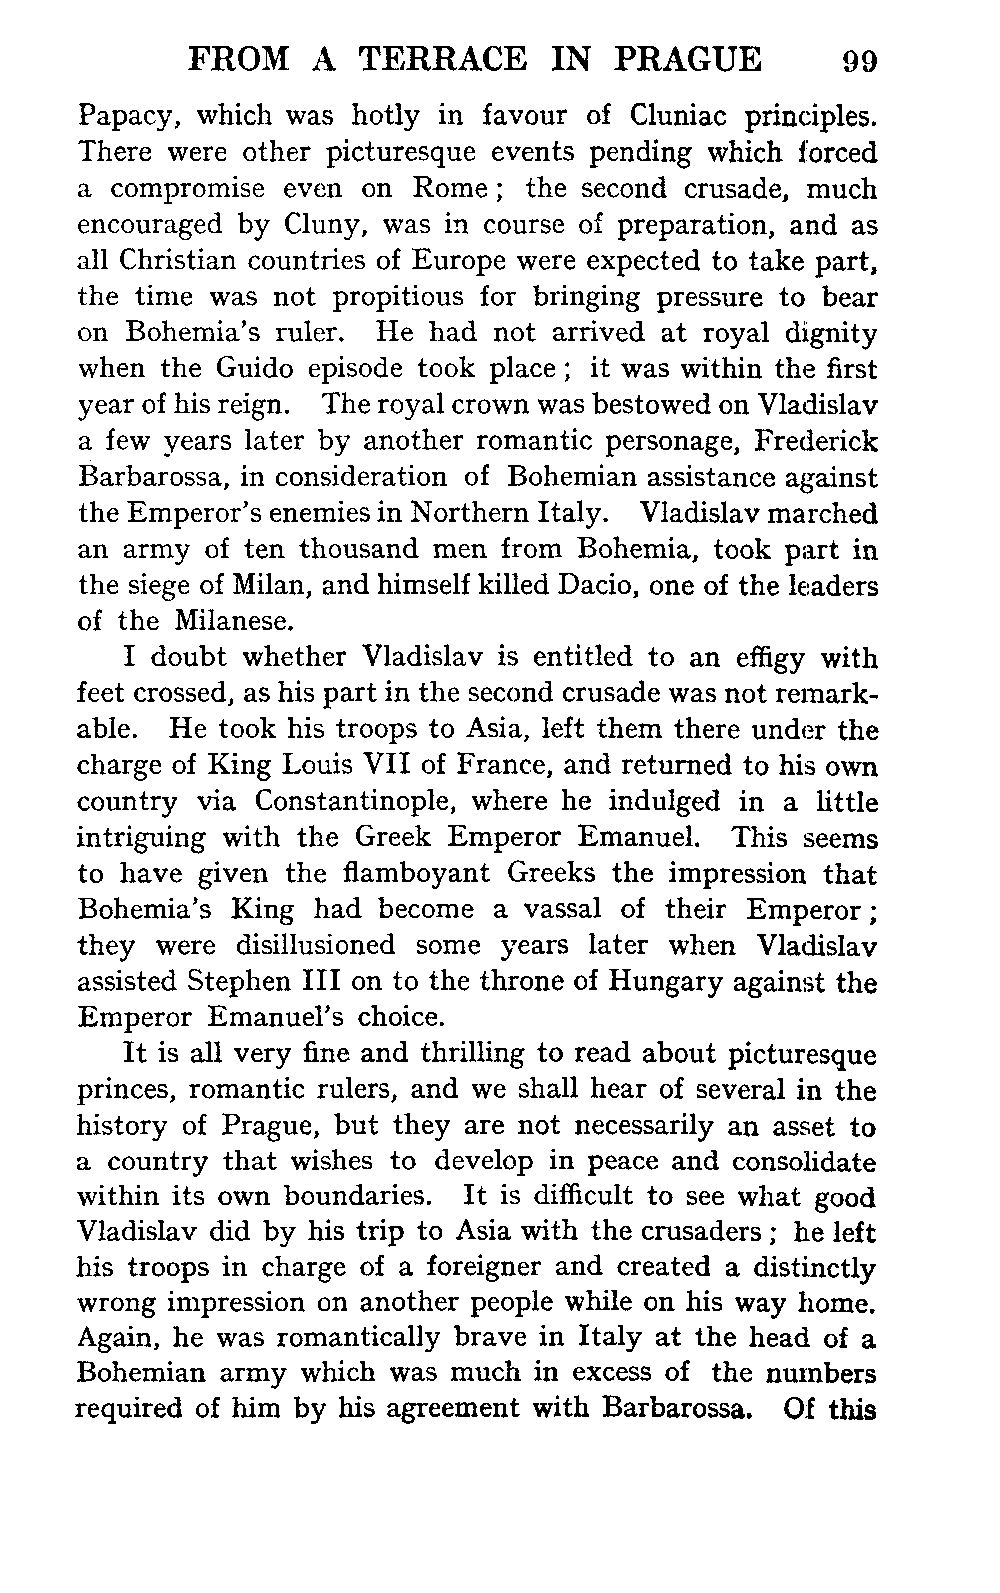 FROM A TERRACE IN PRAGUE 99
Papacy, which was hotly in favour of Cluniac principles.
There were other picturesque events pending which forced
a compromise even on Rome ; the second crusade, much
encouraged by Cluny, was in course of preparation, and as
all Christian countries of Europe were expected to take part,
the time was not propitious for bringing pressure to bear
on Bohemia's ruler. He had not arrived at royal dignity
when the Guido episode took place ; it was within the first
year of his reign. The royal crown was bestowed on Vladislav
a few years later by another romantic personage, Frederick
Barbarossa, in consideration of Bohemian assistance against
the Emperor's enemies in Northern Italy. Vladislav marched
an army of ten thousand men from Bohemia, took part in
the siege of Milan, and himself killed Dacio, one of the leaders
of the Milanese.
I doubt whether Vladislav is entitled to an effigy with
feet crossed, as his part in the second crusade was not remark-
able. He took his troops to Asia, left them there under the
charge of King Louis VII of France, and returned to his own
country via Constantinople, where he indulged in a little
intriguing with the Greek Emperor Emanuel. This seems
to have given the flamboyant Greeks the impression that
Bohemia's King had become a vassal of their Emperor ;
they were disillusioned some years later when Vladislav
assisted Stephen III on to the throne of Hungary against the
Emperor Emanuel's choice.
It is all very fine and thrilling to read about picturesque
princes, romantic rulers, and we shall hear of several in the
history of Prague, but they are not necessarily an asset to
a country that wishes to develop in peace and consolidate
within its own boundaries. It is difficult to see what good
Vladislav did by his trip to Asia with the crusaders ; he left
his troops in charge of a foreigner and created a distinctly
wrong impression on another people while on his way home.
Again, he was romantically brave in Italy at the head of a
Bohemian army which was much in excess of the numbers
required of him by his agreement with Barbarossa. Of this